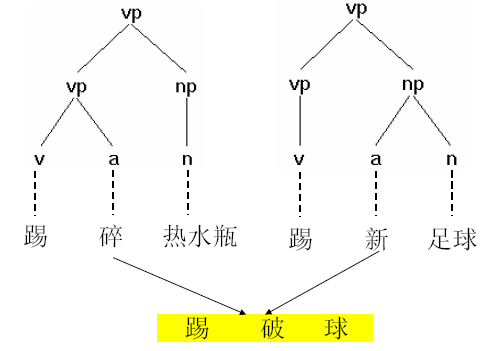 vp vp
vp np vp np
v a n v a n
踢 碎 热水瓶 踢 新 足球
踢 破 球